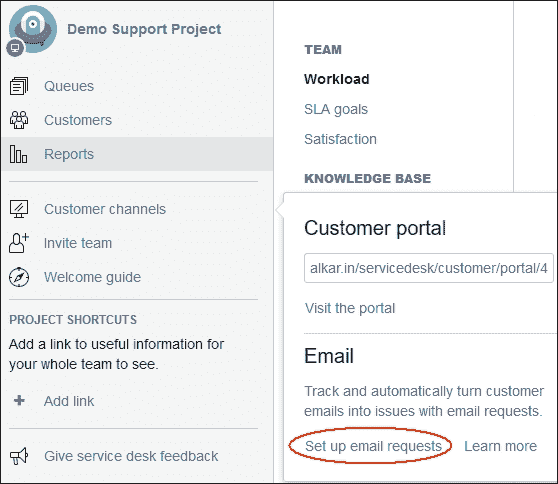 Demo Support Project
Queues
Customers
Reports
Customer channels
Invite team
Welcome guide
PROJECT SHORTCUTS
Add a link to useful information for
your whole team to see.
+ Add link
Give service desk feedback
TEAM
Workload
SLA goals
Satisfaction
KNOWLEDGE BASE
Customer portal
alkar.in/servicedesk/customer/portal/4
Visit the portal
Email
Track and automatically turn customer
emails into issues with email requests.
Set up email requests Learn more